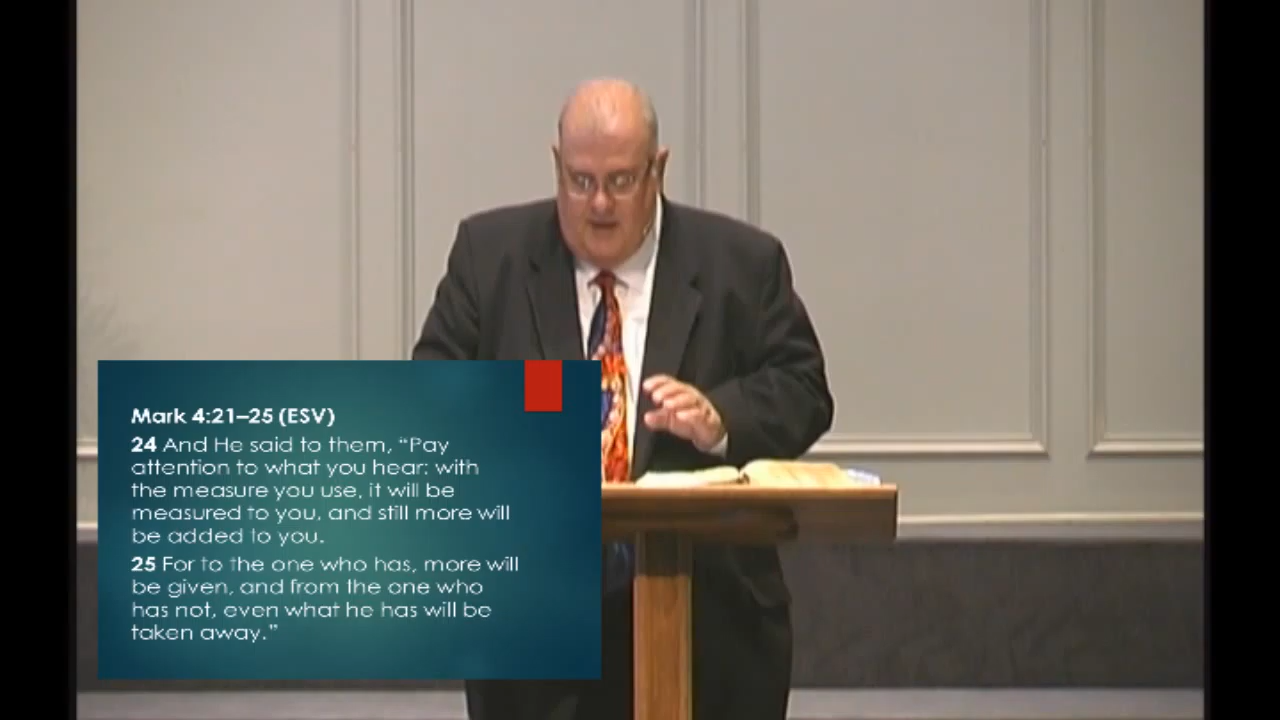 Mark 4:21–25 (ESV)
24 And He said to them, “Pay
attention to what you hear: with
the measure you use, it will be
measured to you, and still more will
be added to you.
25 For to the one who has, more will
be given, and from the one who
has not, even what he has will be
taken away.”